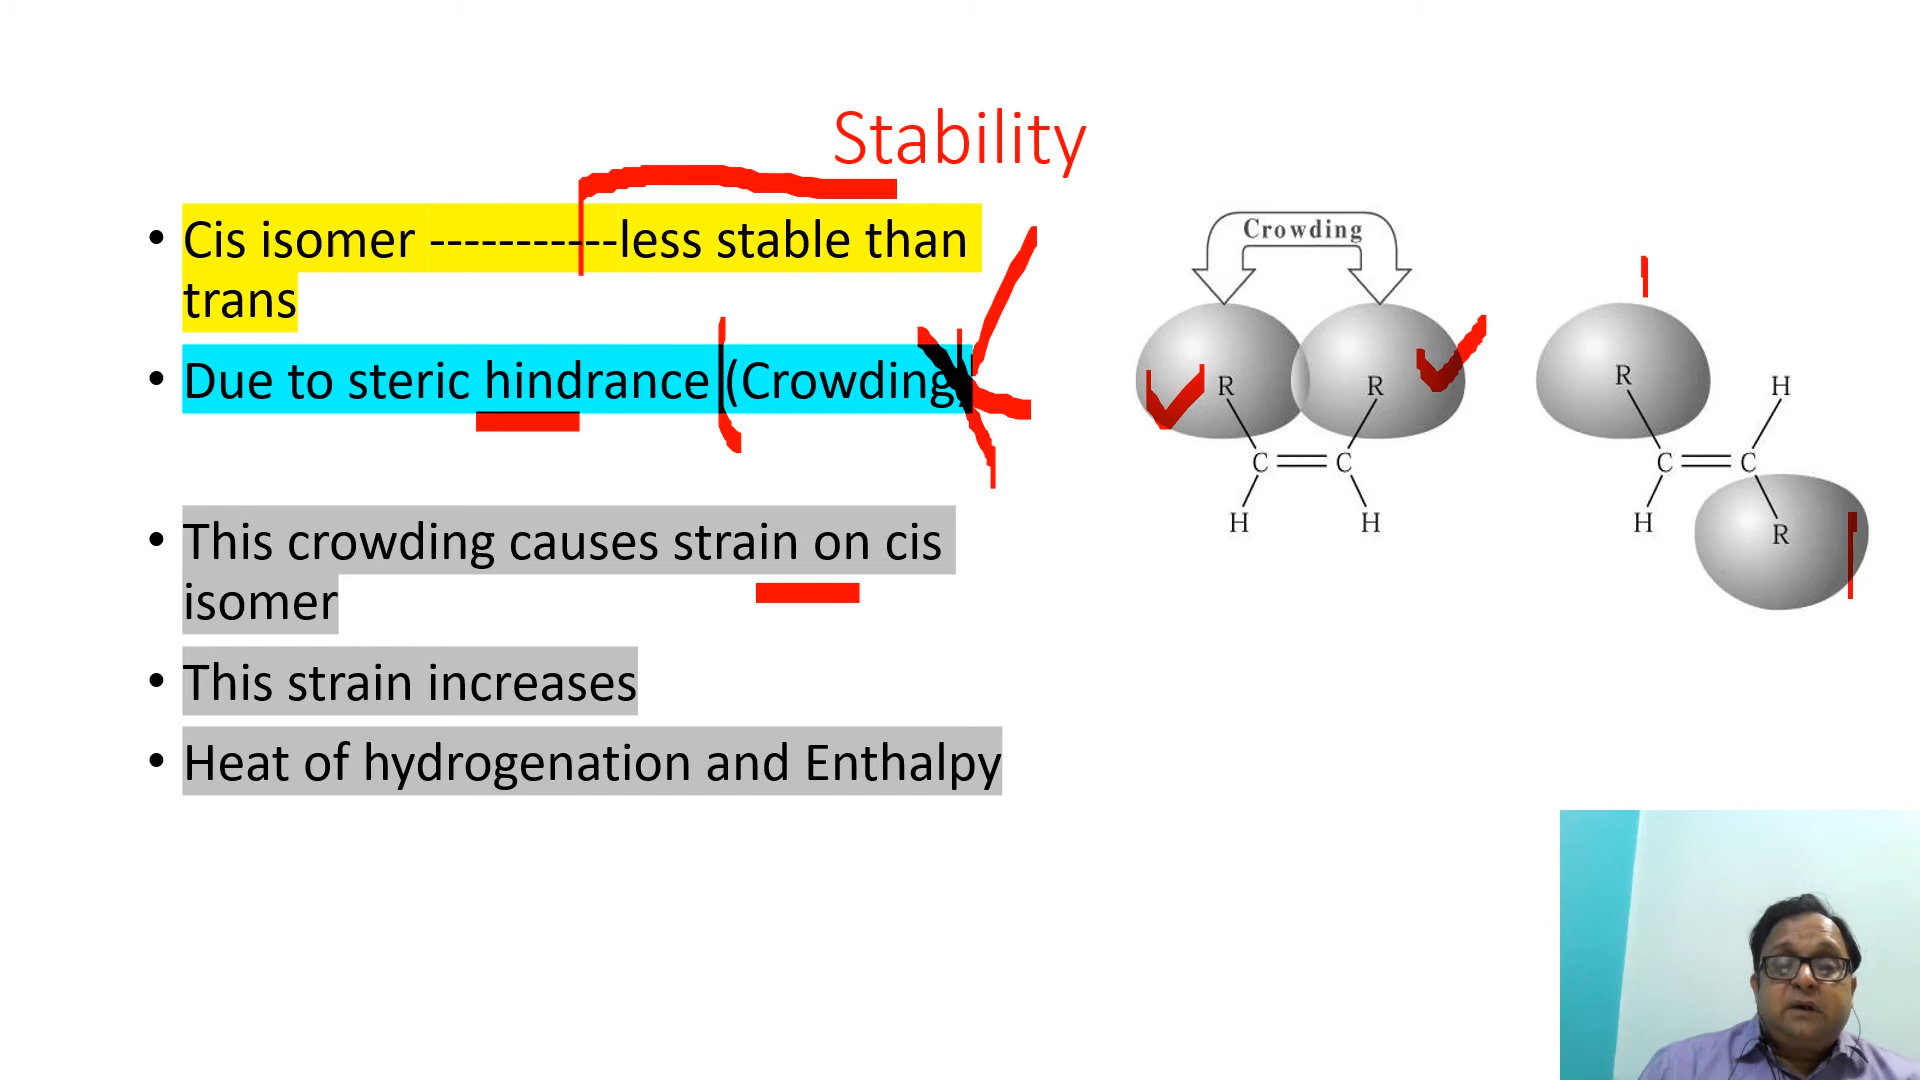 Stability
• Cis isomer -----------less stable than
trans
• Due to steric hindrance (Crowding)
• This crowding causes strain on cis
isomer
• This strain increases
• Heat of hydrogenation and Enthalpy
Crowding
R R
C C
H H
R H
C C
H R